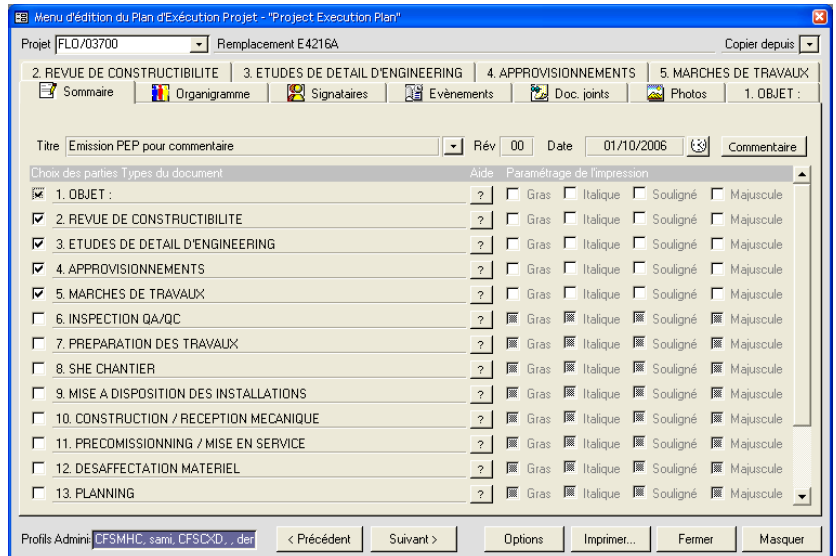 Menu d'édition du Plan d'Exécution Projet - "Project Execution Plan"
Projet FLO/03700 Remplacement E4216A Copier depuis
2. REVUE DE CONSTRUCTIBILITE 3. ETUDES DE DETAIL D'ENGINEERING 4. APPROVISIONNEMENTS 5. MARCHES DE TRAVAUX
Sommaire Organigramme Signataires Evènements Doc. joints Photos 1. OBJET :
Titre Emission PEP pour commentaire Rév 00 Date 01/10/2006 Commentaire
Choix des parties Types du document Aide Paramétrage de l'impression
1. OBJET : ? Gras Italique Souligné Majuscule
2. REVUE DE CONSTRUCTIBILITE ? Gras Italique Souligné Majuscule
3. ETUDES DE DETAIL D'ENGINEERING ? Gras Italique Souligné Majuscule
4. APPROVISIONNEMENTS ? Gras Italique Souligné Majuscule
5. MARCHES DE TRAVAUX ? Gras Italique Souligné Majuscule
6. INSPECTION QA/QC ? Gras Italique Souligné Majuscule
7. PREPARATION DES TRAVAUX ? Gras Italique Souligné Majuscule
8. SHE CHANTIER ? Gras Italique Souligné Majuscule
9. MISE A DISPOSITION DES INSTALLATIONS ? Gras Italique Souligné Majuscule
10. CONSTRUCTION / RECEPTION MECANIQUE ? Gras Italique Souligné Majuscule
11. PRECOMISSIONNING / MISE EN SERVICE ? Gras Italique Souligné Majuscule
12. DESAFFECTATION MATERIEL ? Gras Italique Souligné Majuscule
13. PLANNING ? Gras Italique Souligné Majuscule
Profils Admini: CFSMHC, sami, CFSCXD, , der < Précédent Suivant > Options Imprimer... Fermer Masquer